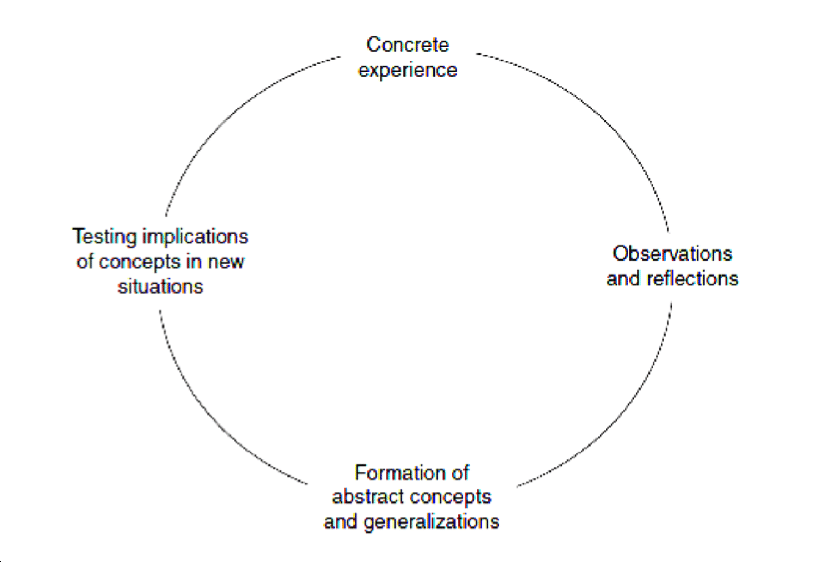 Concrete
experience
Observations
and reflections
Formation of
abstract concepts
and generalizations
Testing implications
of concepts in new
situations